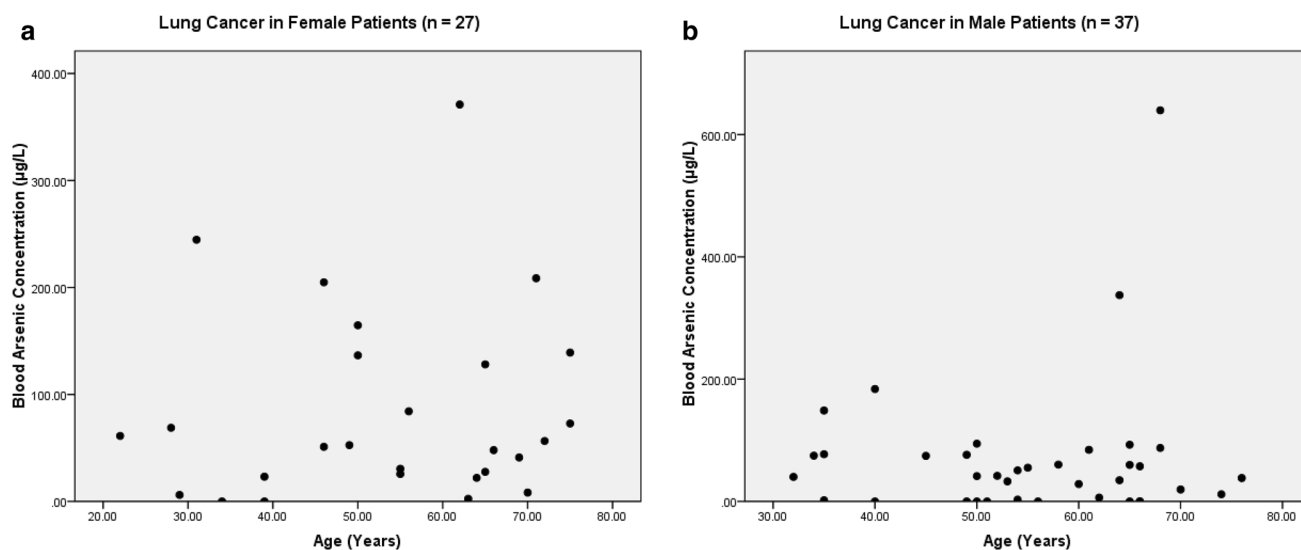 a
Lung Cancer in Female Patients (n = 27)
Blood Arsenic Concentration (µg/L)
400.00
300.00
200.00
100.00
.00
20.00 30.00 40.00 50.00 60.00 70.00 80.00
Age (Years)
b
Lung Cancer in Male Patients (n = 37)
Blood Arsenic Concentration (µg/L)
600.00
400.00
200.00
.00
30.00 40.00 50.00 60.00 70.00 80.00
Age (Years)